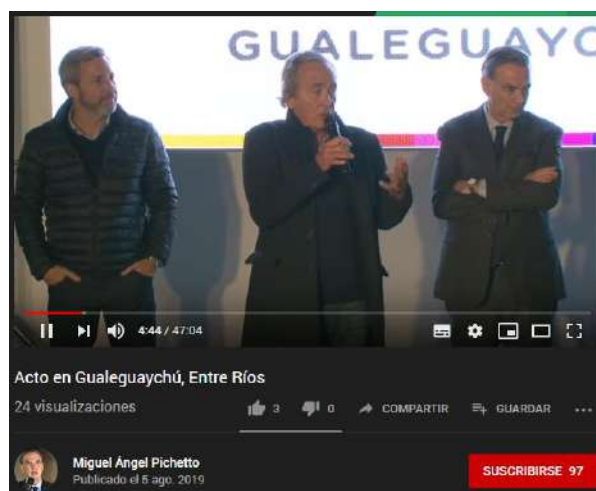 GUALEGUAYC
4:44 / 47:04
Acto en Gualeguaychú, Entre Ríos
24 visualizaciones
3
0
COMPARTIR
GUARDAR
Miguel Ángel Pichetto
Publicado el 5 ago. 2019
SUSCRIBIRSE 97